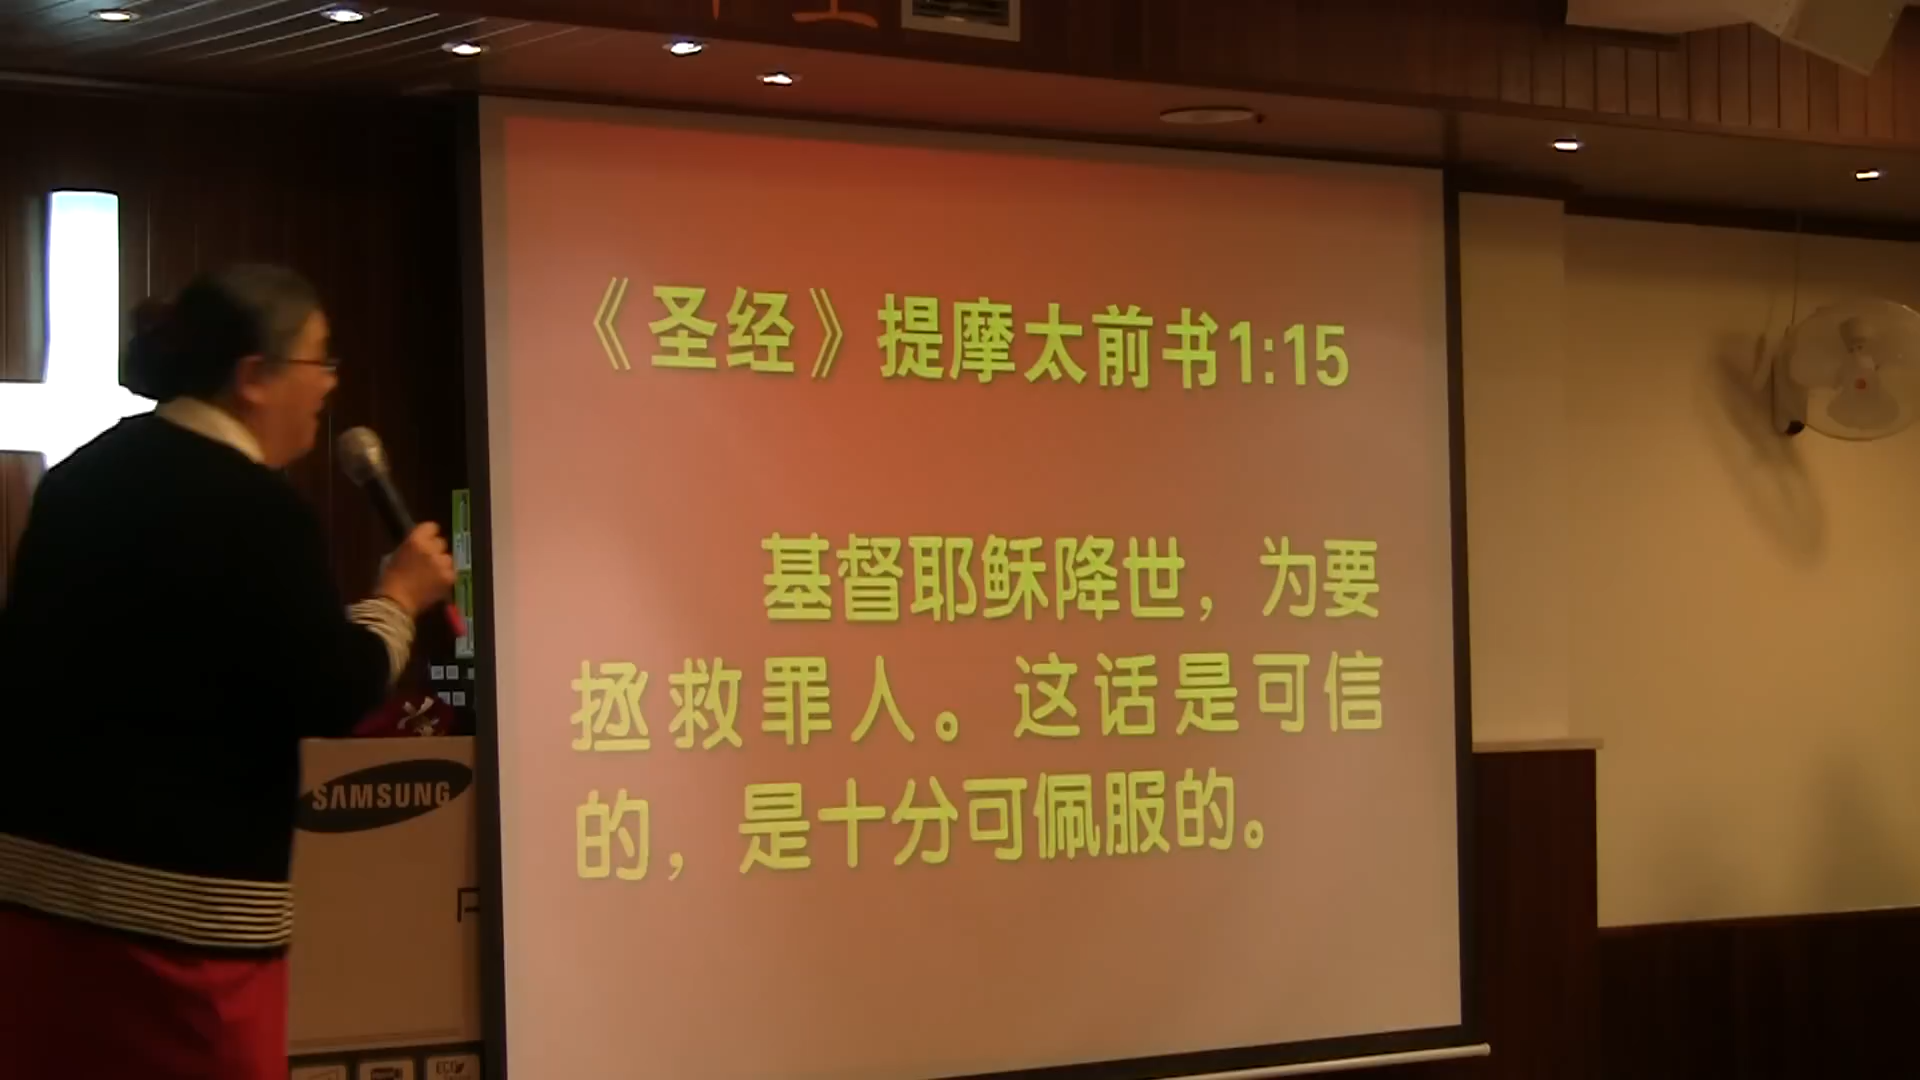 《圣经》提摩太前书1:15
基督耶稣降世，为要
拯救罪人。这话是可信
的，是十分可佩服的。
SAMSUNG
ECO